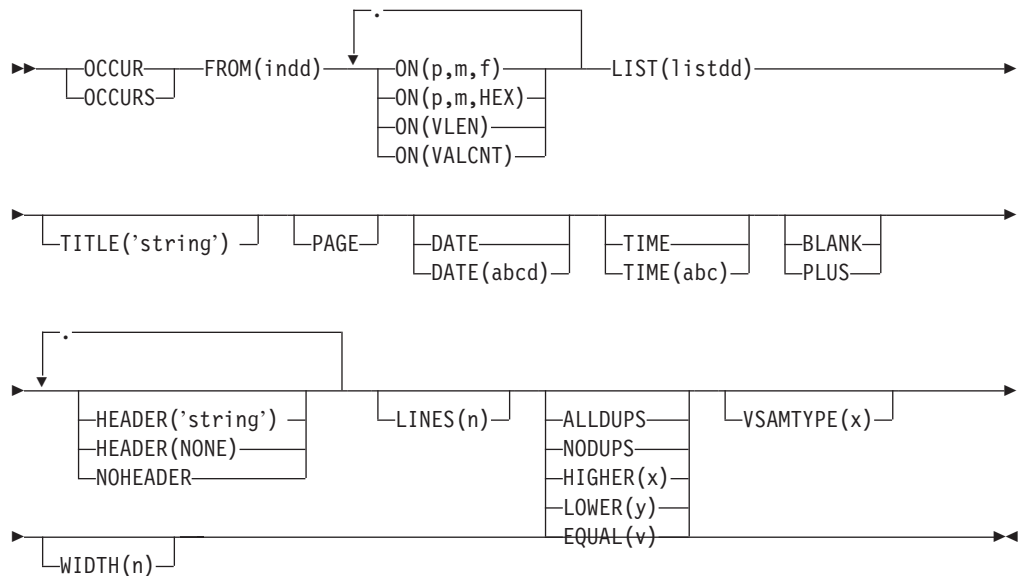 OCCUR FROM(indd) ON(p,m,f) LIST(listdd)
OCCURS ON(p,m,HEX)
ON(VLEN)
ON(VALCNT)
TITLE(’string’) PAGE DATE TIME BLANK
DATE(abcd) TIME(abc) PLUS
HEADER(’string’) LINES(n) ALLDUPS VSAMTYPE(x)
HEADER(NONE) NODUPS
NOHEADER HIGHER(x)
LOWER(y)
EQUAL(v)
WIDTH(n)